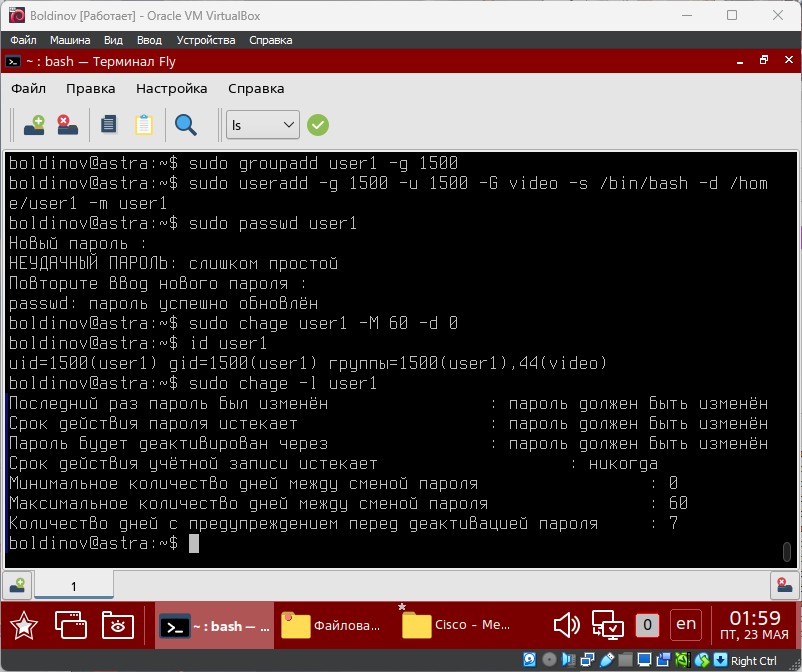 Boldinov [Работает] - Oracle VM VirtualBox
Файл Машина Вид Ввод Устройства Справка
~ : bash — Терминал Fly
Файл Правка Настройка Справка
ls
boldinov@astra:~$ sudo groupadd user1 -g 1500
boldinov@astra:~$ sudo useradd -g 1500 -u 1500 -G video -s /bin/bash -d /hom
e/user1 -m user1
boldinov@astra:~$ sudo passwd user1
Новый пароль :
НЕУДАЧНЫЙ ПАРОЛЬ: слишком простой
Повторите ввод нового пароля :
passwd: пароль успешно обновлён
boldinov@astra:~$ sudo chage user1 -M 60 -d 0
boldinov@astra:~$ id user1
uid=1500(user1) gid=1500(user1) группы=1500(user1),44(video)
boldinov@astra:~$ sudo chage -l user1
Последний раз пароль был изменён : пароль должен быть изменён
Срок действия пароля истекает : пароль должен быть изменён
Пароль будет деактивирован через : пароль должен быть изменён
Срок действия учётной записи истекает : никогда
Минимальное количество дней между сменой пароля : 0
Максимальное количество дней между сменой пароля : 60
Количество дней с предупреждением перед деактивацией пароля : 7
boldinov@astra:~$
1
~ : bash — ...
Файлова...
Cisco - Me...
0
en
01:59
ПТ, 23 МАЯ
Right Ctrl